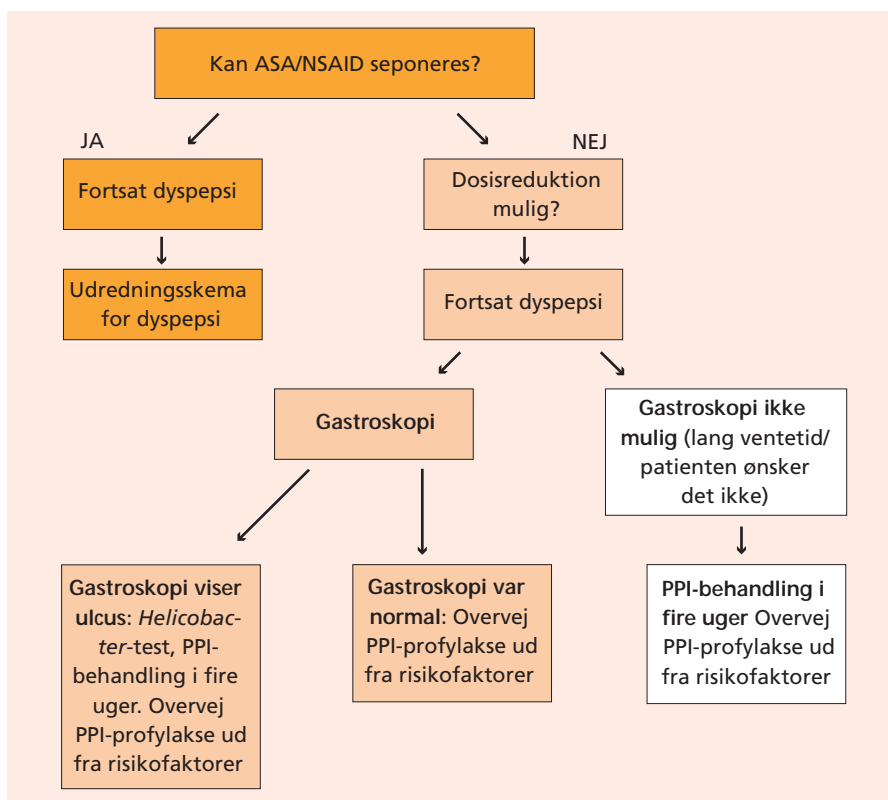 Kan ASA/NSAID seponeres?
JA
NEJ
Fortsat dyspepsi
Dosisreduktion
mulig?
Udredningsskema
for dyspepsi
Fortsat dyspepsi
Gastroskopi
Gastroskopi ikke
mulig (lang ventetid/
patienten ønsker
det ikke)
Gastroskopi viser
ulcus: Helicobac-
ter-test, PPI-
behandling i fire
uger. Overvej
PPI-profylakse ud
fra risikofaktorer
Gastroskopi var
normal: Overvej
PPI-profylakse ud
fra risikofaktorer
PPI-behandling i
fire uger Overvej
PPI-profylakse ud
fra risikofaktorer